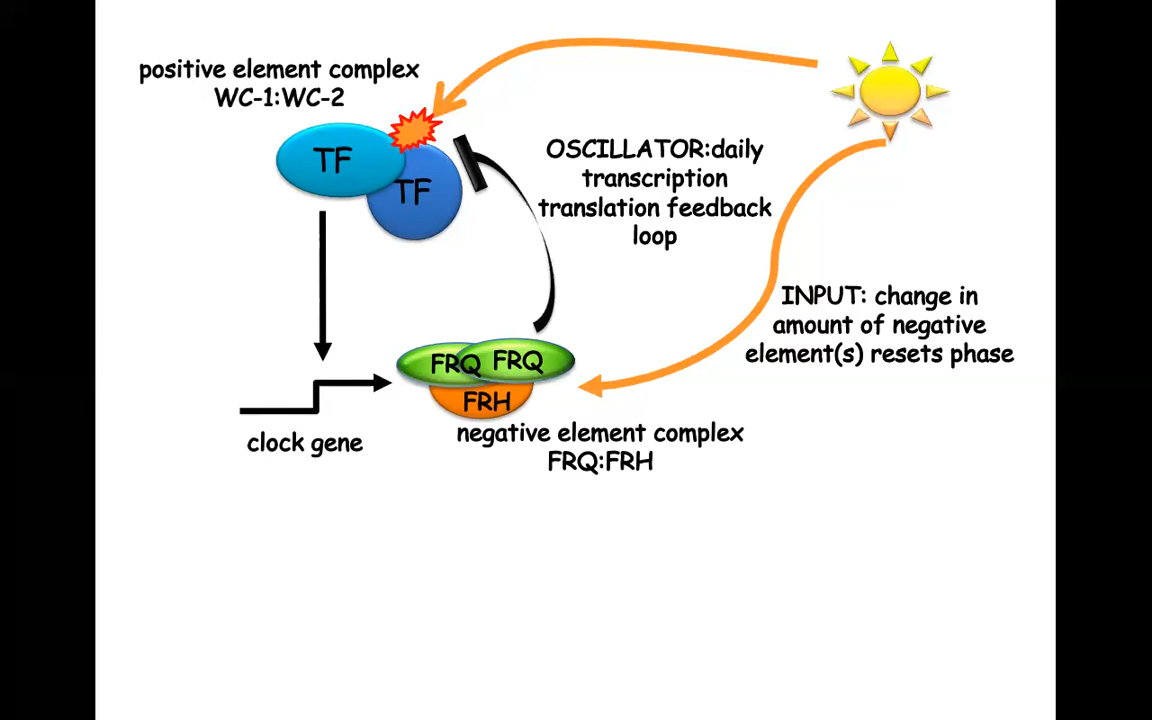 positive element complex
WC-1:WC-2
TF
TF
OSCILLATOR:daily
transcription
translation feedback
loop
INPUT: change in
amount of negative
element(s) resets phase
FRQ
FRQ
FRH
clock gene
negative element complex
FRQ:FRH